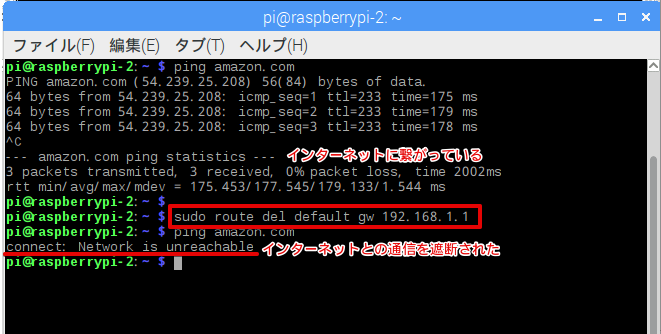 pi@raspberrypi-2: ~
ファイル(F) 編集(E) タブ(T) ヘルプ(H)
pi@raspberrypi-2:~ $ ping amazon.com
PING amazon.com (54.239.25.208) 56(84) bytes of data.
64 bytes from 54.239.25.208: icmp_seq=1 ttl=233 time=175 ms
64 bytes from 54.239.25.208: icmp_seq=2 ttl=233 time=179 ms
64 bytes from 54.239.25.208: icmp_seq=3 ttl=233 time=178 ms
^C
--- amazon.com ping statistics --- インターネットに繋がっている
3 packets transmitted, 3 received, 0% packet loss, time 2002ms
rtt min/avg/max/mdev = 175.453/177.545/179.133/1.544 ms
pi@raspberrypi-2:~ $
pi@raspberrypi-2:~ $ sudo route del default gw 192.168.1.1
pi@raspberrypi-2:~ $ ping amazon.com
connect: Network is unreachable インターネットとの通信を遮断された
pi@raspberrypi-2:~ $